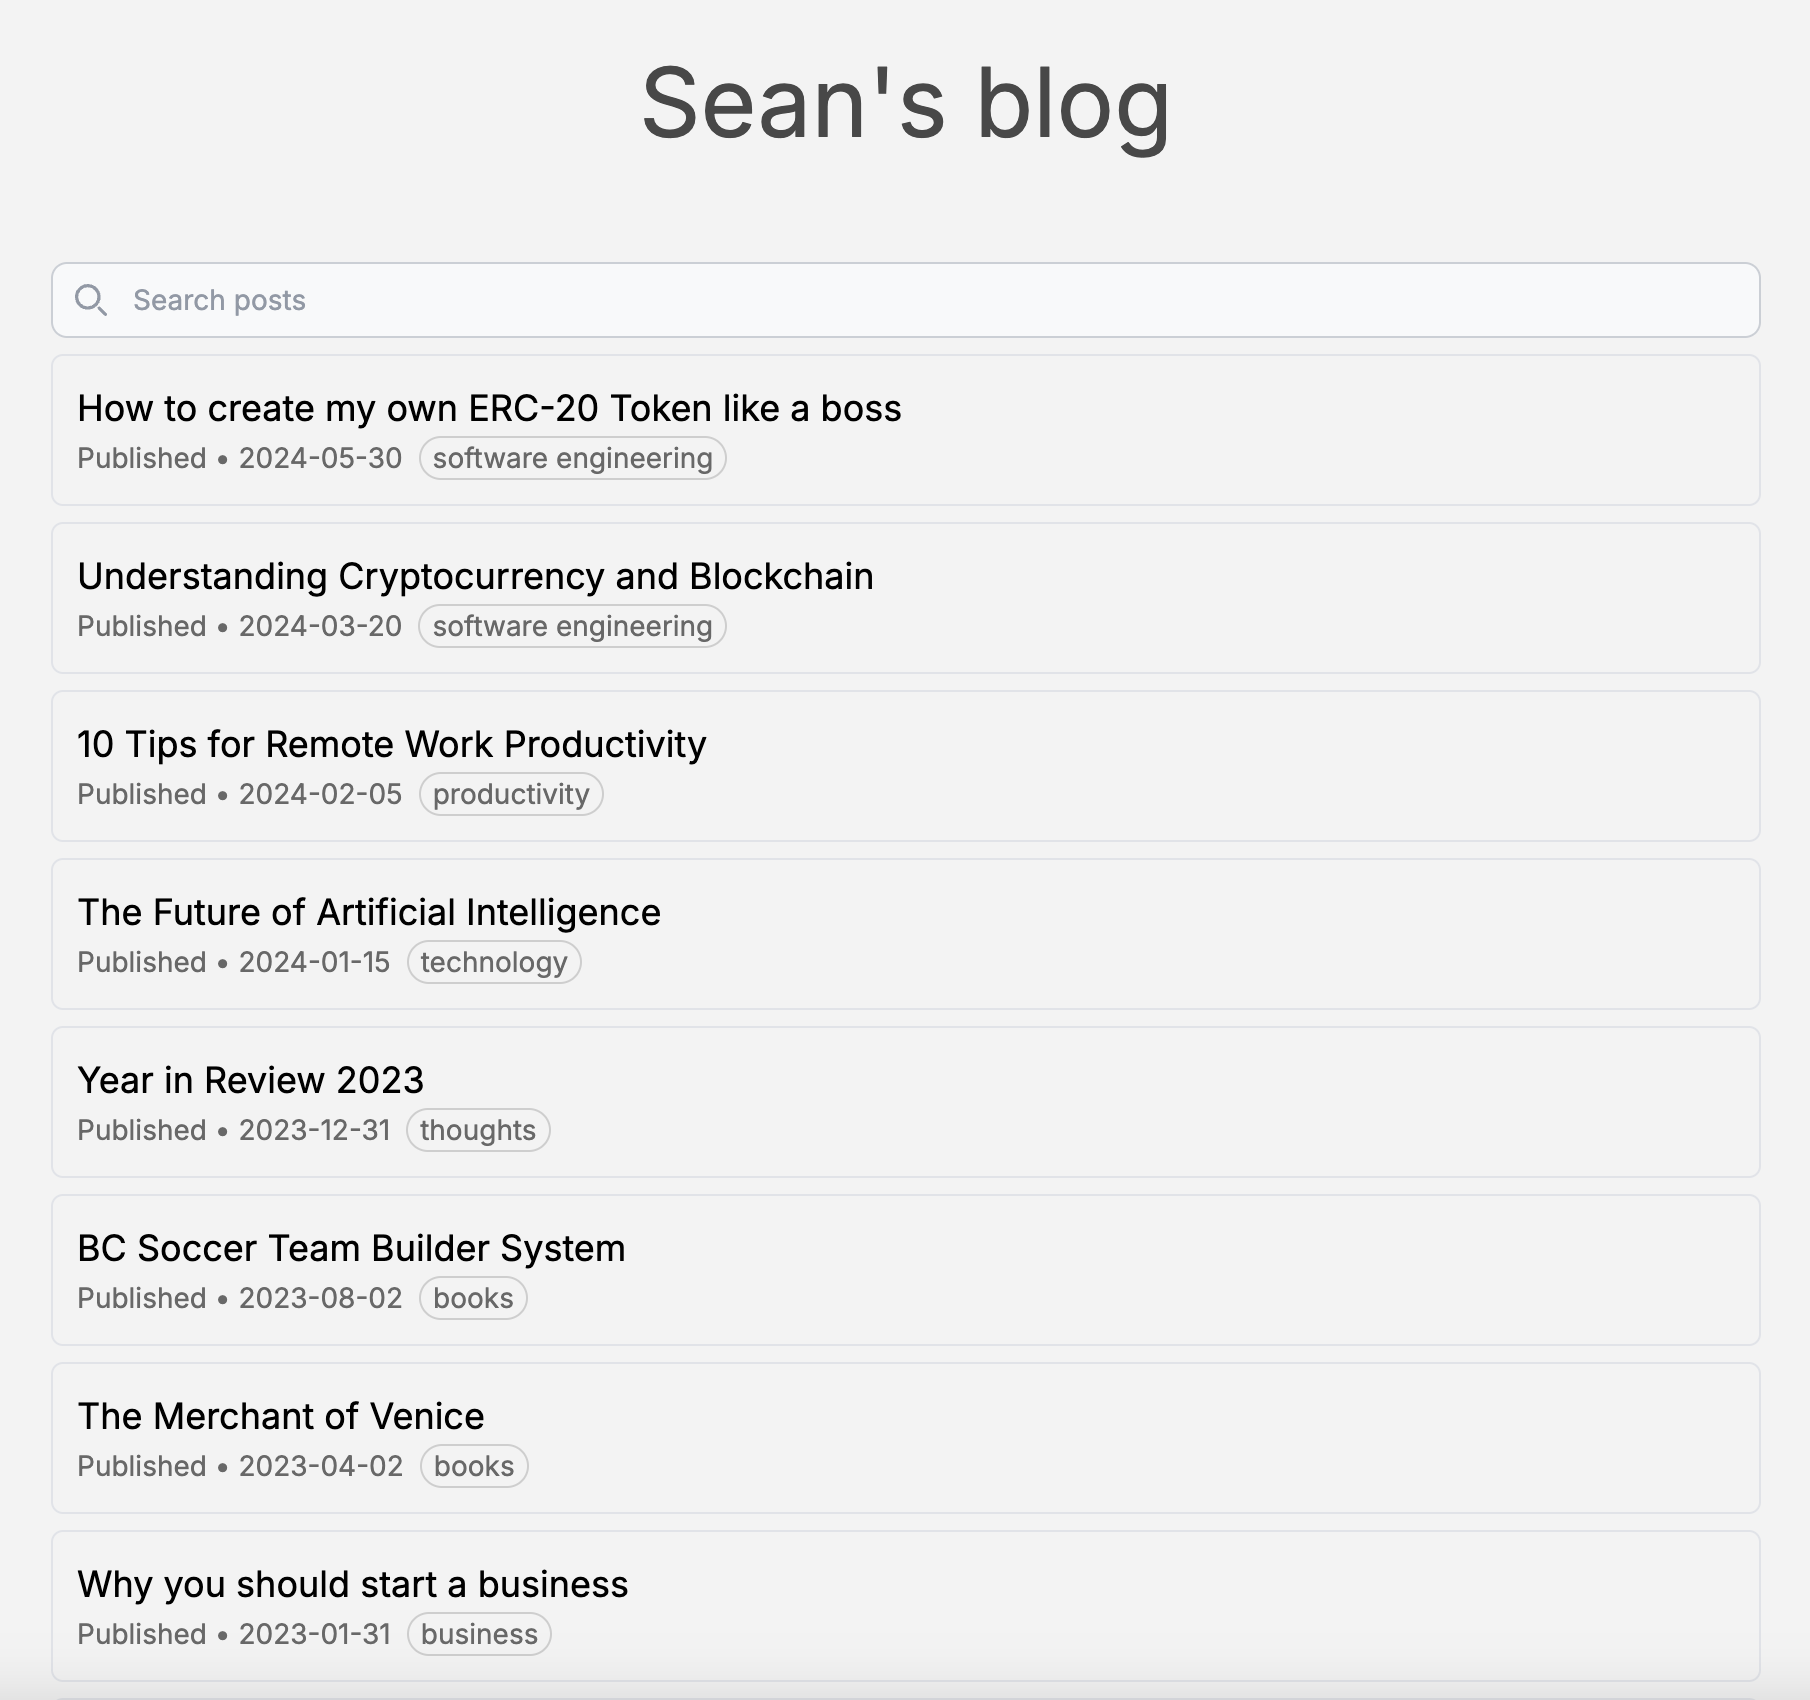 Sean's blog
Search posts
How to create my own ERC-20 Token like a boss
Published • 2024-05-30 software engineering
Understanding Cryptocurrency and Blockchain
Published • 2024-03-20 software engineering
10 Tips for Remote Work Productivity
Published • 2024-02-05 productivity
The Future of Artificial Intelligence
Published • 2024-01-15 technology
Year in Review 2023
Published • 2023-12-31 thoughts
BC Soccer Team Builder System
Published • 2023-08-02 books
The Merchant of Venice
Published • 2023-04-02 books
Why you should start a business
Published • 2023-01-31 business